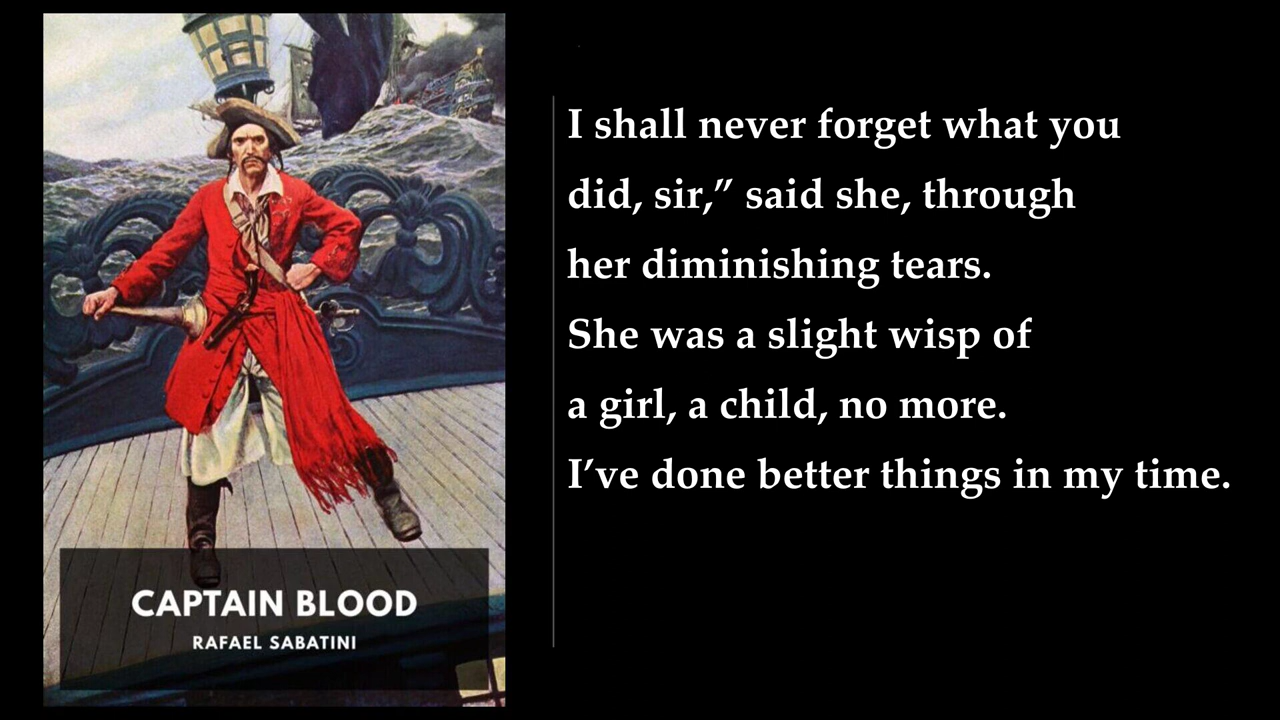 CAPTAIN BLOOD
RAFAEL SABATINI
I shall never forget what you
did, sir,” said she, through
her diminishing tears.
She was a slight wisp of
a girl, a child, no more.
I’ve done better things in my time.